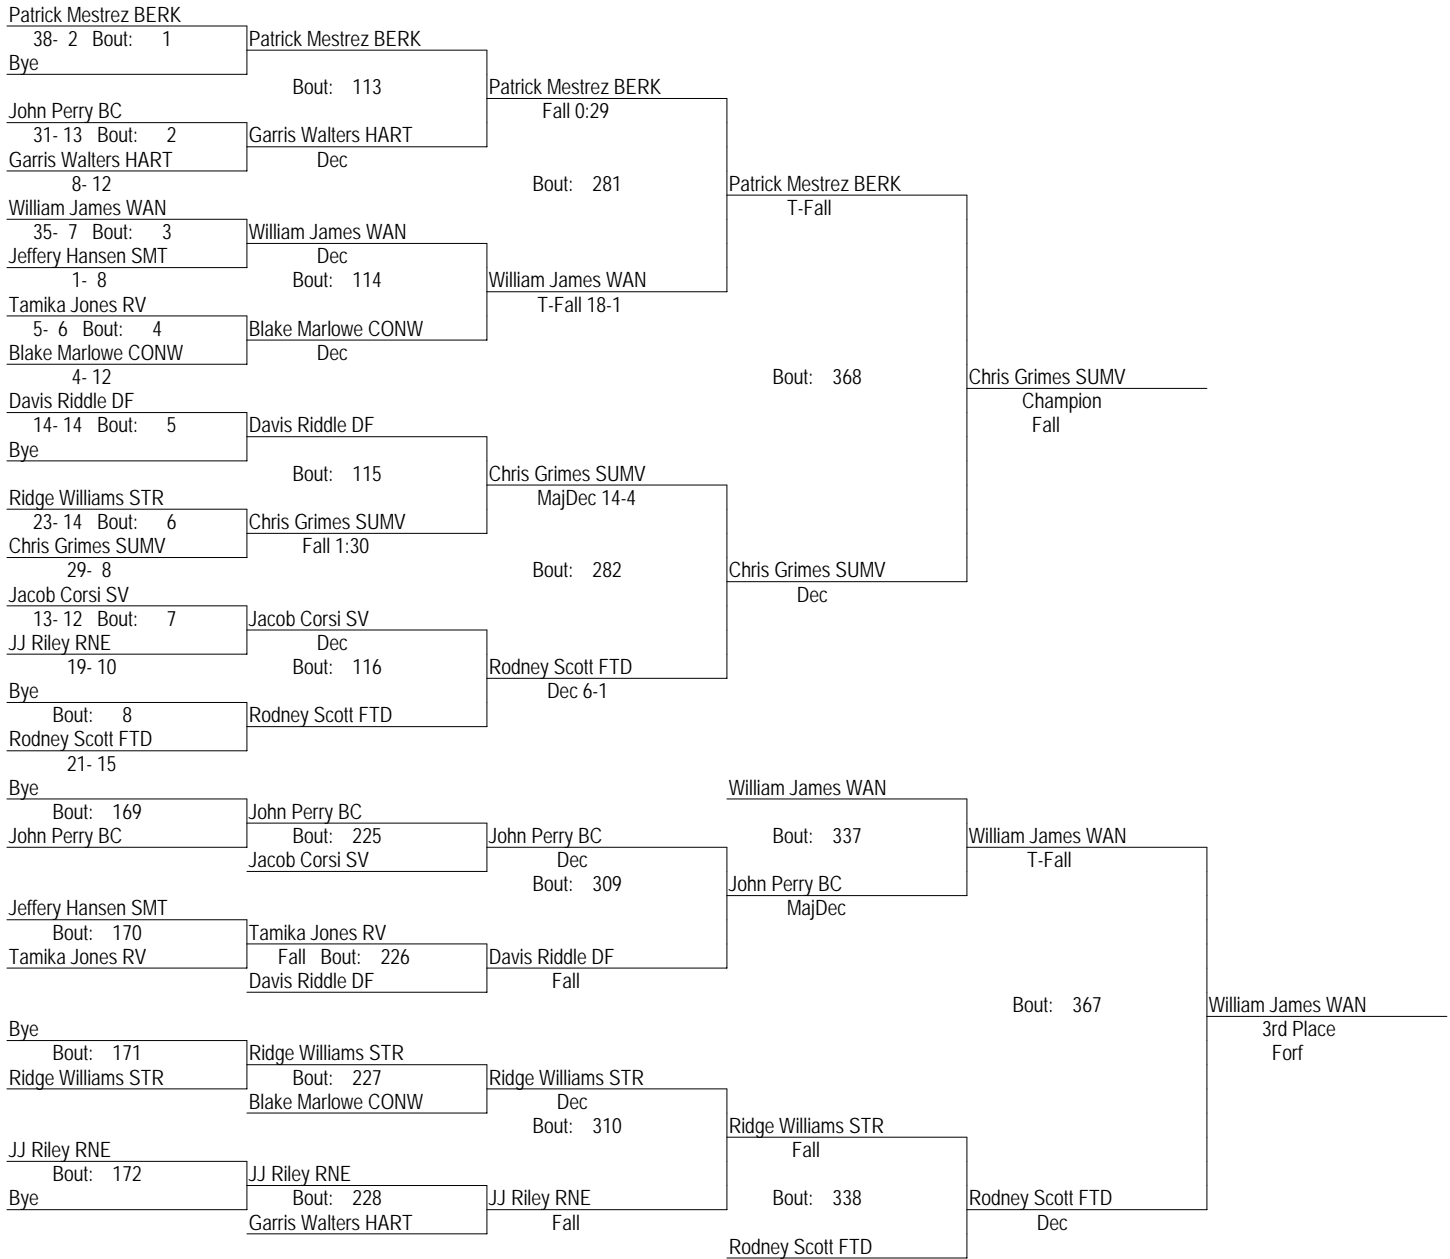 Patrick Mestrez BERK
38- 2 Bout: 1 Patrick Mestrez BERK
Bye
Bout: 113 Patrick Mestrez BERK
John Perry BC Fall 0:29
31- 13 Bout: 2 Garris Walters HART
Garris Walters HART Dec
8- 12 Bout: 281 Patrick Mestrez BERK
William James WAN T-Fall
35- 7 Bout: 3 William James WAN
Jeffery Hansen SMT Dec
1- 8 Bout: 114 William James WAN
Tamika Jones RV T-Fall 18-1
5- 6 Bout: 4 Blake Marlowe CONW
Blake Marlowe CONW Dec
4- 12 Bout: 368 Chris Grimes SUMV
Davis Riddle DF Champion
14- 14 Bout: 5 Davis Riddle DF Fall
Bye
Bout: 115 Chris Grimes SUMV
Ridge Williams STR MajDec 14-4
23- 14 Bout: 6 Chris Grimes SUMV
Chris Grimes SUMV Fall 1:30
29- 8 Bout: 282 Chris Grimes SUMV
Jacob Corsi SV Dec
13- 12 Bout: 7 Jacob Corsi SV
JJ Riley RNE Dec
19- 10 Bout: 116 Rodney Scott FTD
Bye Dec 6-1
Bout: 8 Rodney Scott FTD
Rodney Scott FTD
21- 15
Bye William James WAN
Bout: 169 John Perry BC
John Perry BC Bout: 225 John Perry BC Bout: 337 William James WAN
Jacob Corsi SV Dec T-Fall
Bout: 309 John Perry BC
Jeffery Hansen SMT MajDec
Bout: 170 Tamika Jones RV
Tamika Jones RV Fall Bout: 226 Davis Riddle DF
Davis Riddle DF Fall
Bout: 367 William James WAN
Bye 3rd Place
Bout: 171 Ridge Williams STR Forf
Ridge Williams STR Bout: 227 Ridge Williams STR
Blake Marlowe CONW Dec
Bout: 310 Ridge Williams STR
JJ Riley RNE Fall
Bout: 172 JJ Riley RNE
Bye Bout: 228 JJ Riley RNE Bout: 338 Rodney Scott FTD
Garris Walters HART Fall Dec
Rodney Scott FTD